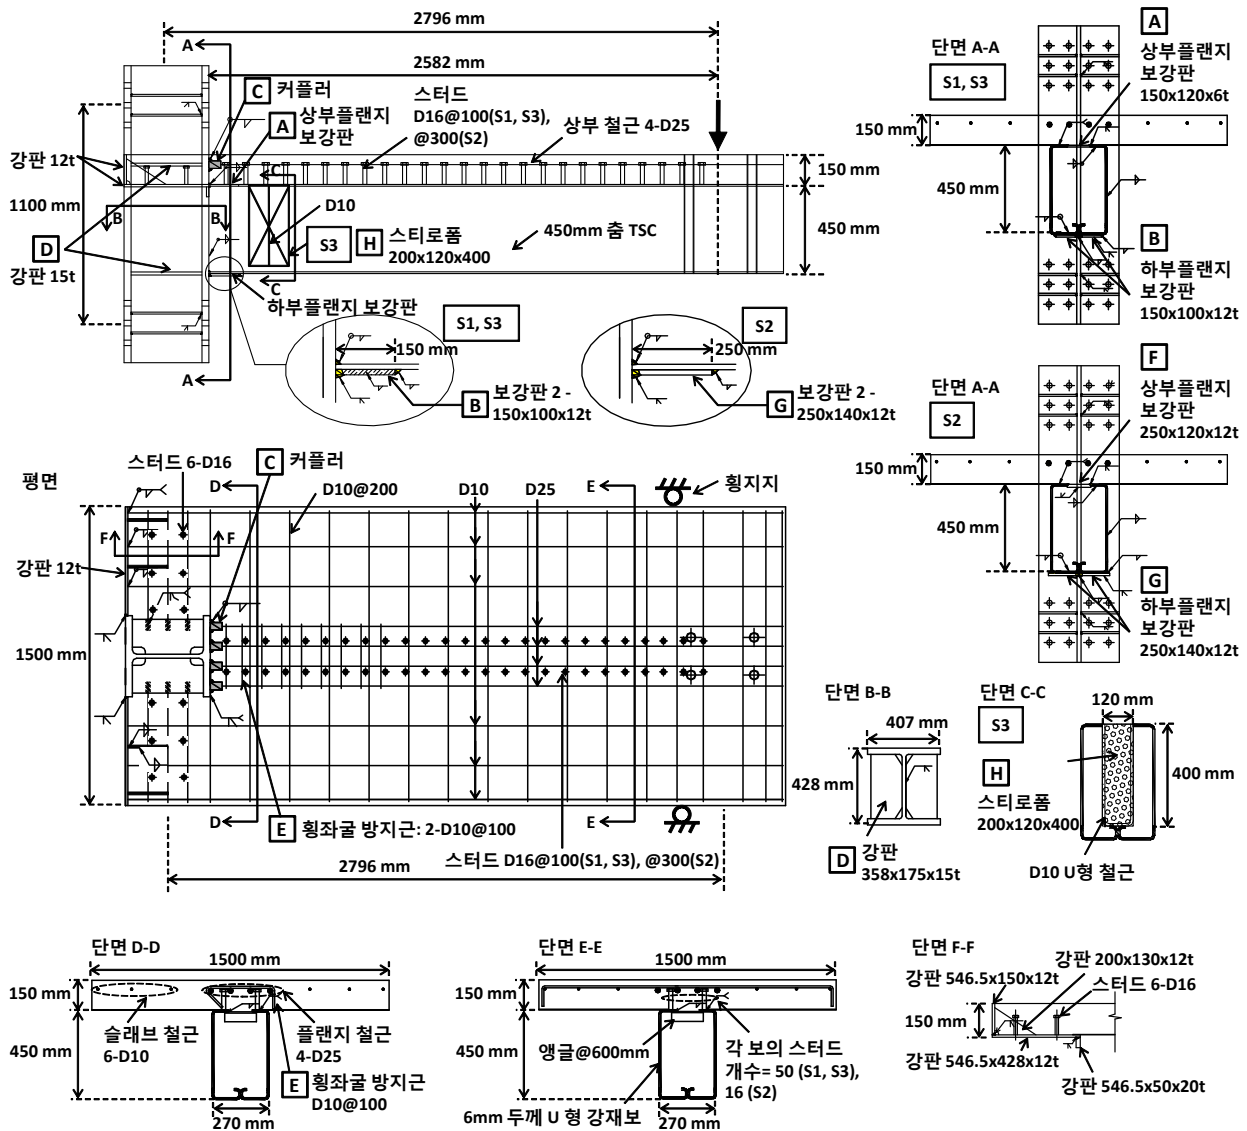 2796 mm
A
2582 mm
C 커플러
A 상부플랜지
보강판
스터드
D16@100(S1, S3),
@300(S2)
상부 철근 4-D25
강판 12t
C
150 mm
1100 mm
B
B
D10
450 mm
D
S3
H 스티로폼
200x120x400
450mm 춤 TSC
강판 15t
C
하부플랜지 보강판
S1, S3
S2
150 mm
250 mm
A
B 보강판 2 -
150x100x12t
G 보강판 2 -
250x140x12t
단면 A-A
S1, S3
A
상부플랜지
보강판
150x120x6t
150 mm
450 mm
B
하부플랜지
보강판
150x100x12t
단면 A-A
S2
F
상부플랜지
보강판
250x120x12t
150 mm
450 mm
G
하부플랜지
보강판
250x140x12t
평면
스터드 6-D16
C 커플러
D
D10@200
D10
D25
E
횡지지
F
F
강판 12t
1500 mm
D
E 횡좌굴 방지근: 2-D10@100
E
스터드 D16@100(S1, S3), @300(S2)
2796 mm
단면 B-B
407 mm
428 mm
D 강판
358x175x15t
단면 C-C
S3
120 mm
H
스티로폼
200x120x400
400 mm
D10 U형 철근
단면 D-D
1500 mm
150 mm
슬래브 철근
6-D10
플랜지 철근
4-D25
450 mm
E 횡좌굴 방지근
D10@100
270 mm
단면 E-E
1500 mm
150 mm
앵글@600mm
각 보의 스터드
개수= 50 (S1, S3),
16 (S2)
450 mm
6mm 두께 U 형 강재보
270 mm
단면 F-F
강판 200x130x12t
강판 546.5x150x12t
스터드 6-D16
150 mm
강판 546.5x428x12t
강판 546.5x50x20t